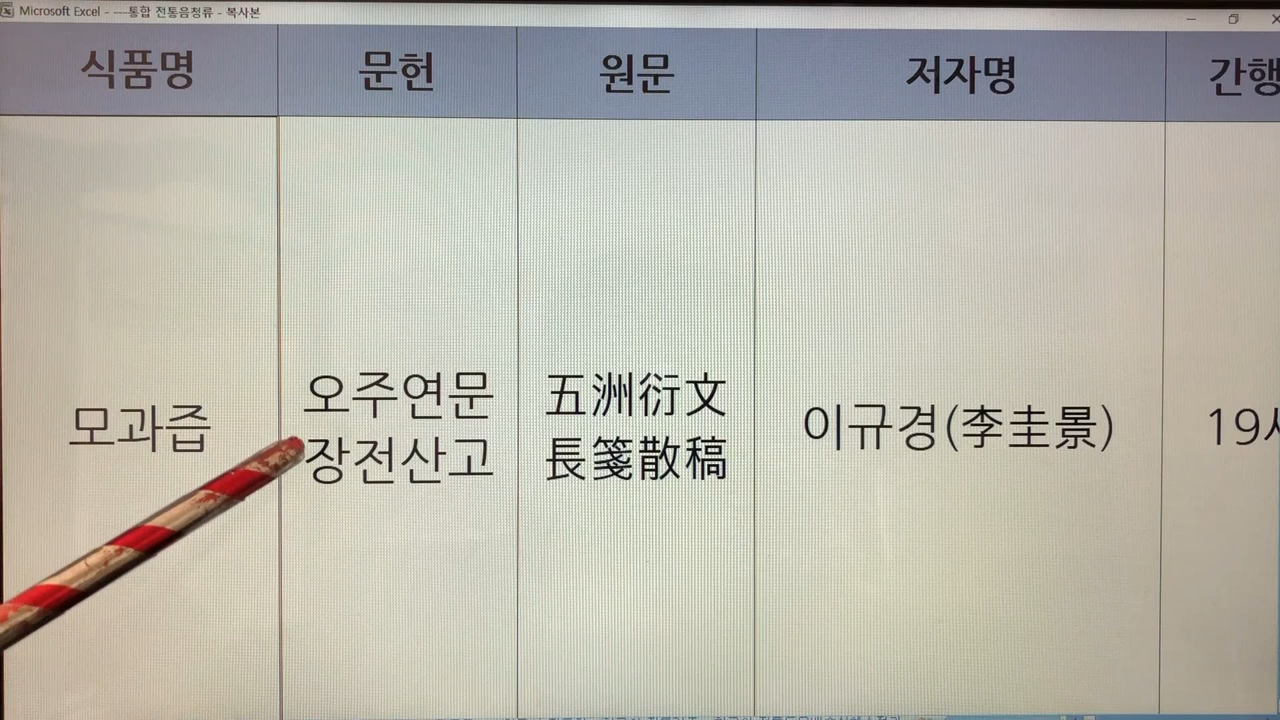 Microsoft Excel - ----통합 전통음청류 - 복사본
식품명 문헌 원문 저자명 간행
모과즙 오주연문 장전산고 五洲衍文 長箋散稿 이규경(李圭景) 19